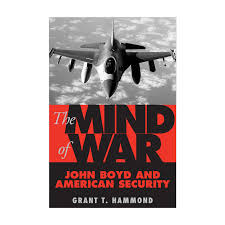 The
MIND
of
WAR
JOHN BOYD AND
AMERICAN SECURITY
GRANT T. HAMMOND